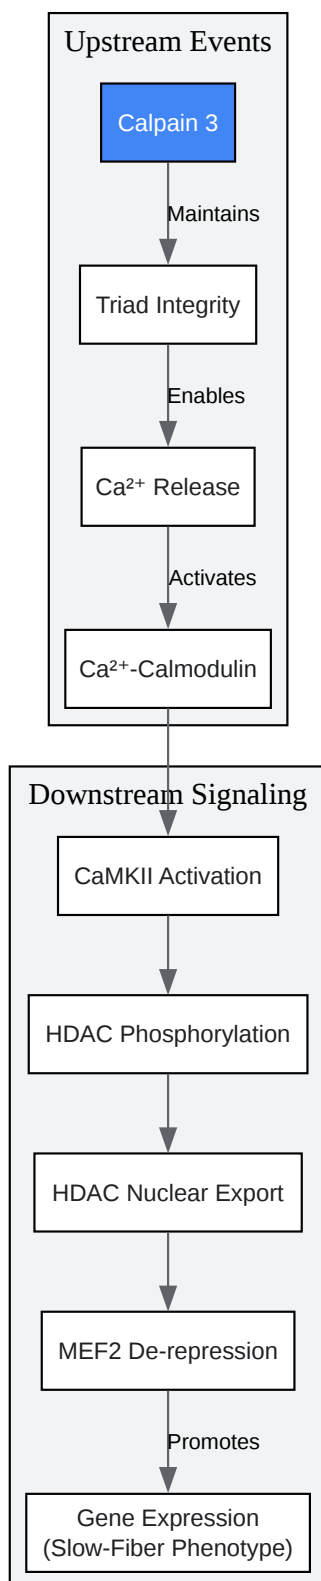 Upstream Events
Calpain 3
Maintains
Triad Integrity
Enables
Ca²⁺ Release
Activates
Ca²⁺-Calmodulin
Downstream Signaling
CaMKII Activation
HDAC Phosphorylation
HDAC Nuclear Export
MEF2 De-repression
Promotes
Gene Expression
(Slow-Fiber Phenotype)